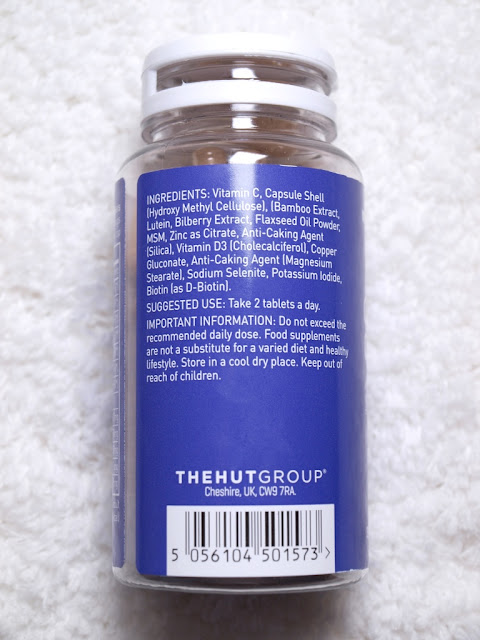 INGREDIENTS: Vitamin C, Capsule Shell
(Hydroxy Methyl Cellulose), (Bamboo Extract,
Lutein, Bilberry Extract, Flaxseed Oil Powder,
MSM, Zinc as Citrate, Anti-Caking Agent
(Silica), Vitamin D3 (Cholecalciferol), Copper
Gluconate, Anti-Caking Agent (Magnesium
Stearate), Sodium Selenite, Potassium Iodide,
Biotin (as D-Biotin).
SUGGESTED USE: Take 2 tablets a day.
IMPORTANT INFORMATION: Do not exceed the
recommended daily dose. Food supplements
are not a substitute for a varied diet and healthy
lifestyle. Store in a cool dry place. Keep out of
reach of children.
THEHUTGROUP®
Cheshire, UK, CW9 7RA.
5 056104 501573 >